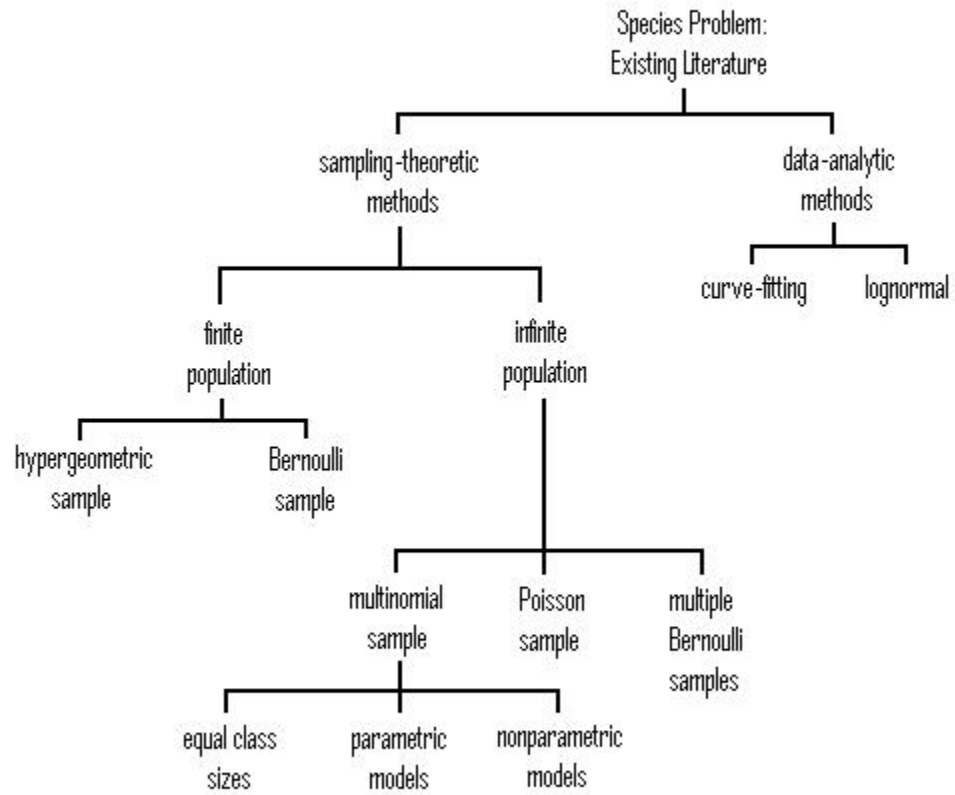 Species Problem:
Existing Literature
sampling-theoretic
methods
data-analytic
methods
curve-fitting
lognormal
finite
population
infinite
population
hypergeometric
sample
Bernoulli
sample
multinomial
sample
Poisson
sample
multiple
Bernoulli
samples
equal class
sizes
parametric
models
nonparametric
models